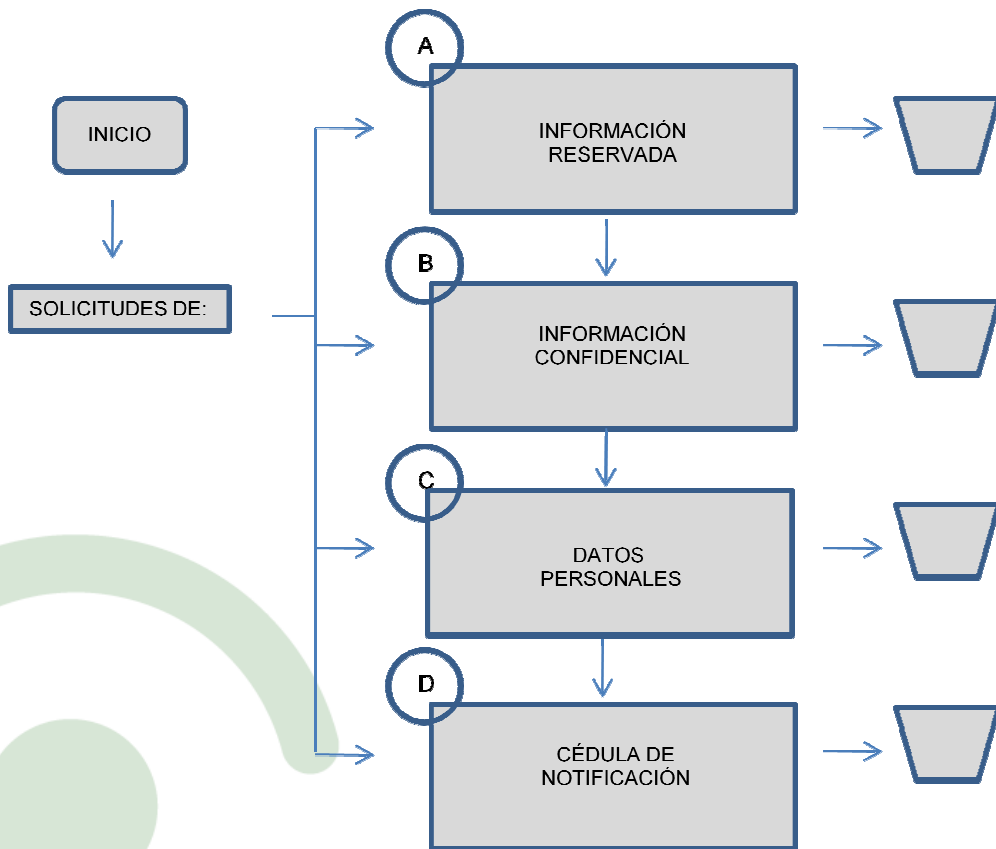 INICIO
SOLICITUDES DE:
A
INFORMACIÓN
RESERVADA
B
INFORMACIÓN
CONFIDENCIAL
C
DATOS
PERSONALES
D
CÉDULA DE
NOTIFICACIÓN